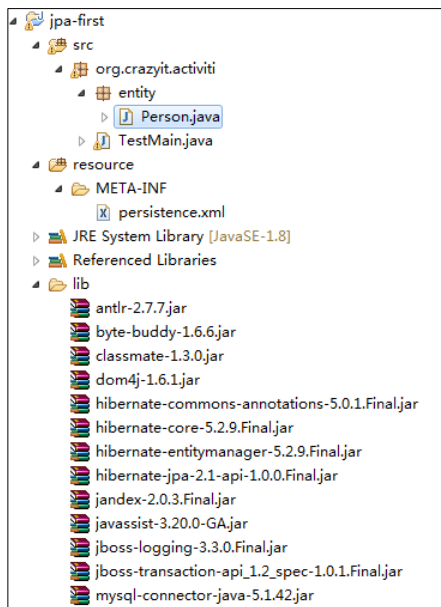 jpa-first
src
org.crazyit.activiti
entity
Person.java
TestMain.java
resource
META-INF
persistence.xml
JRE System Library [JavaSE-1.8]
Referenced Libraries
lib
antlr-2.7.7.jar
byte-buddy-1.6.6.jar
classmate-1.3.0.jar
dom4j-1.6.1.jar
hibernate-commons-annotations-5.0.1.Final.jar
hibernate-core-5.2.9.Final.jar
hibernate-entitymanager-5.2.9.Final.jar
hibernate-jpa-2.1-api-1.0.0.Final.jar
jandex-2.0.3.Final.jar
javassist-3.20.0-GA.jar
jboss-logging-3.3.0.Final.jar
jboss-transaction-api_1.2_spec-1.0.1.Final.jar
mysql-connector-java-5.1.42.jar